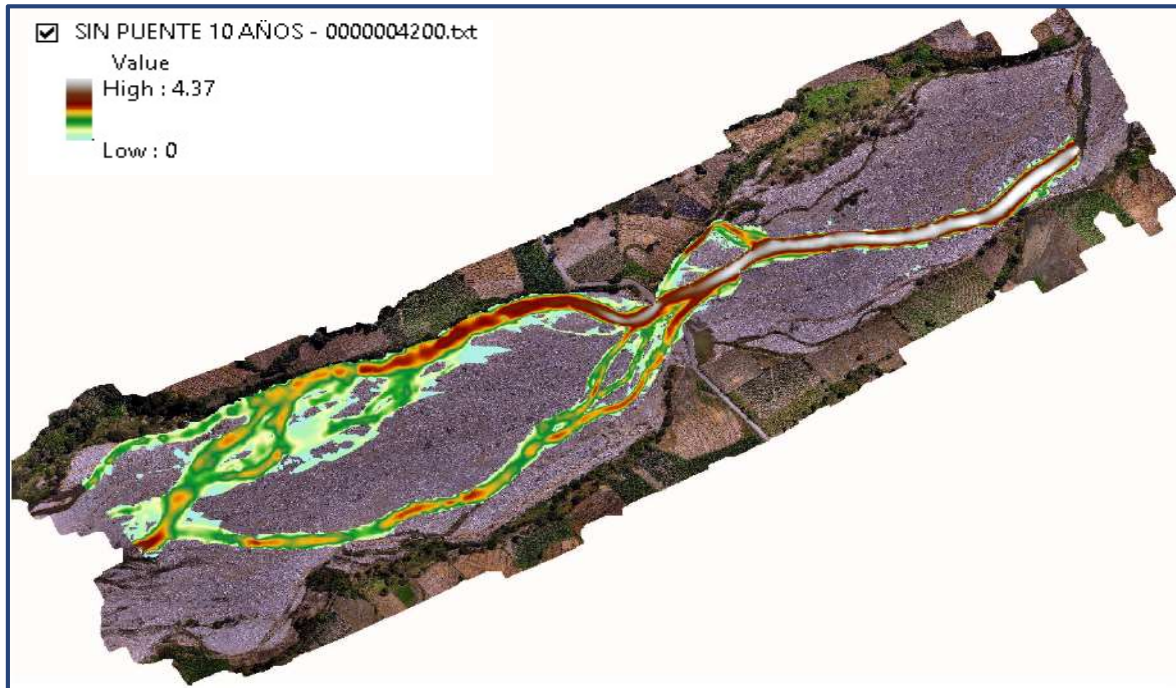 SIN PUENTE 10 AÑOS - 0000004200.txt
Value
High : 4.37
Low : 0